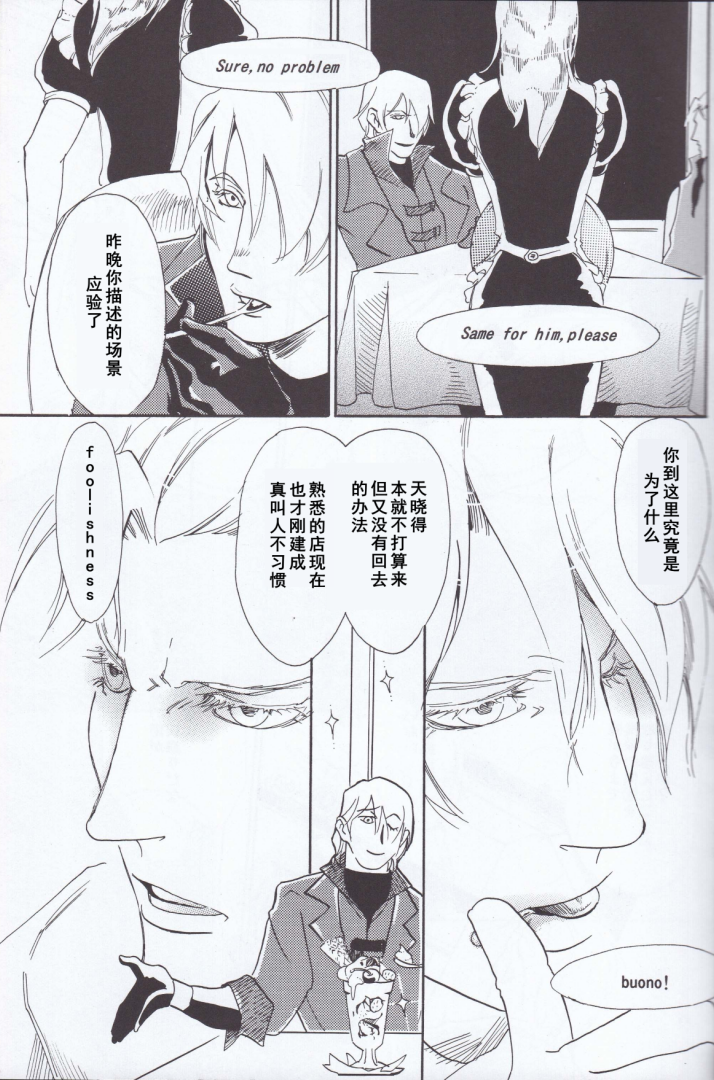 Same for him,please
Sure,no problem
昨晚你描述的场景
应验了
你到这里究竟是
为了什么
天晓得
本就不打算来
但又没有回去
的办法
熟悉的店现在
也才刚建成
真叫人不习惯
foolishness
buono!